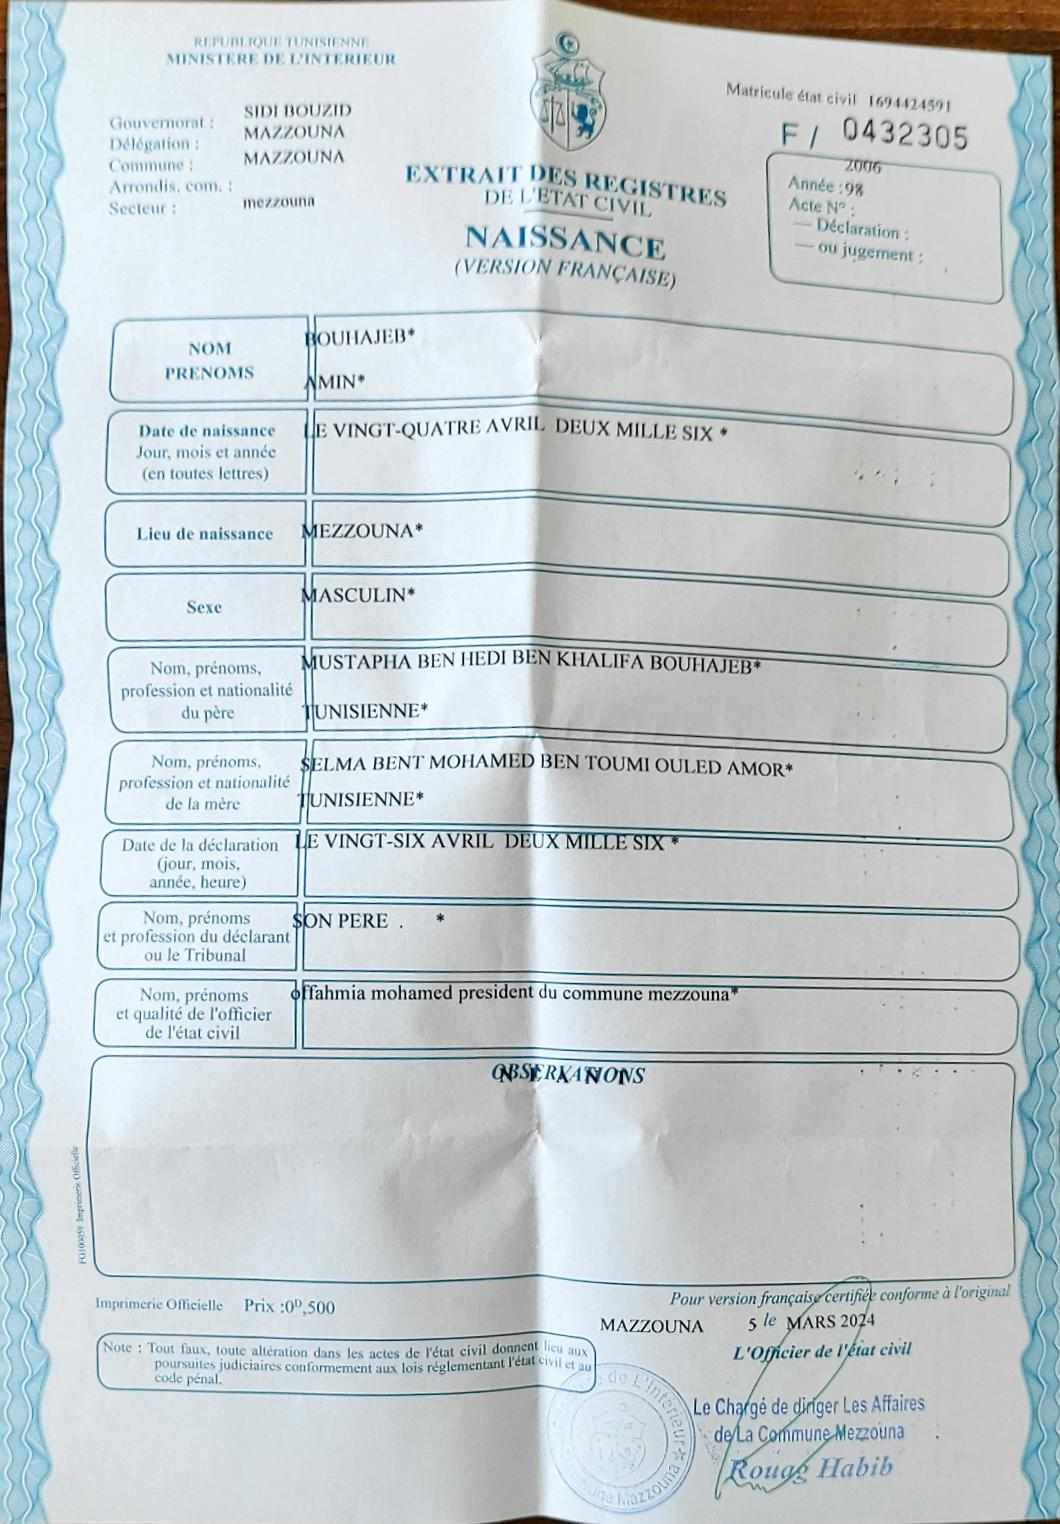 REPUBLIQUE TUNISIENNE
MINISTERE DE L'INTERIEUR
Gouvernorat : SIDI BOUZID
Délégation : MAZZOUNA
Commune : MAZZOUNA
Arrondis. com. :
Secteur : mezzouna
Matricule état civil 1694424591
F / 0432305
2006
Année : 98
Acte N° :
— Déclaration :
— ou jugement :
EXTRAIT DES REGISTRES
DE L'ETAT CIVIL
NAISSANCE
(VERSION FRANÇAISE)
NOM
PRENOMS
BOUHAJEB*
AMIN*
Date de naissance
Jour, mois et année
(en toutes lettres)
LE VINGT-QUATRE AVRIL DEUX MILLE SIX *
Lieu de naissance
MEZZOUNA*
Sexe
MASCULIN*
Nom, prénoms,
profession et nationalité
du père
MUSTAPHA BEN HEDI BEN KHALIFA BOUHAJEB*
TUNISIENNE*
Nom, prénoms,
profession et nationalité
de la mère
SELMA BENT MOHAMED BEN TOUMI OULED AMOR*
TUNISIENNE*
Date de la déclaration
(jour, mois,
année, heure)
LE VINGT-SIX AVRIL DEUX MILLE SIX *
Nom, prénoms
et profession du déclarant
ou le Tribunal
SON PERE . *
Nom, prénoms
et qualité de l'officier
de l'état civil
offahmia mohamed president du commune mezzouna*
OBSERVATIONS
Imprimerie Officielle Prix :0ᴰ,500
Note : Tout faux, toute altération dans les actes de l'état civil donnent lieu aux
poursuites judiciaires conformement aux lois réglementant l'état civil et au
code pénal.
Pour version française certifiée conforme à l'original
MAZZOUNA 5 le MARS 2024
L'Officier de l'état civil
Le Chargé de diriger Les Affaires
de La Commune Mezzouna
Rouag Habib
de L'Intérieur
Mazzouna